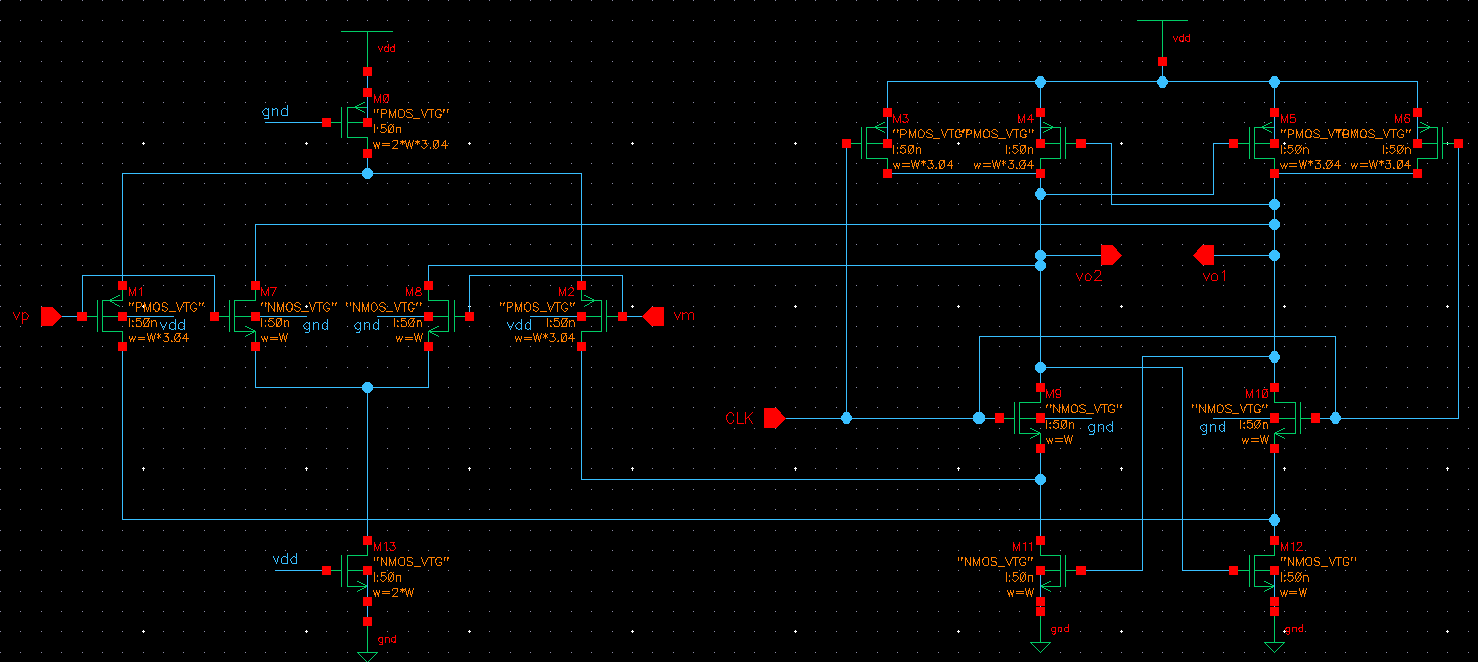 vdd
vdd
M0
gnd
"PMOS_VTG"
l:50n
w=2*W*3.04
M3
"PMOS_VTG"
l:50n
w=W*3.04
M4
"PMOS_VTG"
l:50n
w=W*3.04
M5
"PMOS_VTG"
l:50n
w=W*3.04
M6
"PMOS_VTG"
l:50n
w=W*3.04
vo2
vo1
vp
M1
"PMOS_VTG"
l:50n
vdd
w=W*3.04
M7
"NMOS_VTG"
l:50n
gnd
w=W
M8
"NMOS_VTG"
gnd
l:50n
w=W
M2
"PMOS_VTG"
vdd
l:50n
w=W*3.04
vm
CLK
M9
"NMOS_VTG"
l:50n
gnd
w=W
M10
"NMOS_VTG"
gnd
l:50n
w=W
vdd
M13
"NMOS_VTG"
l:50n
w=2*W
gnd
M11
"NMOS_VTG"
l:50n
w=W
gnd
M12
"NMOS_VTG"
l:50n
w=W
gnd